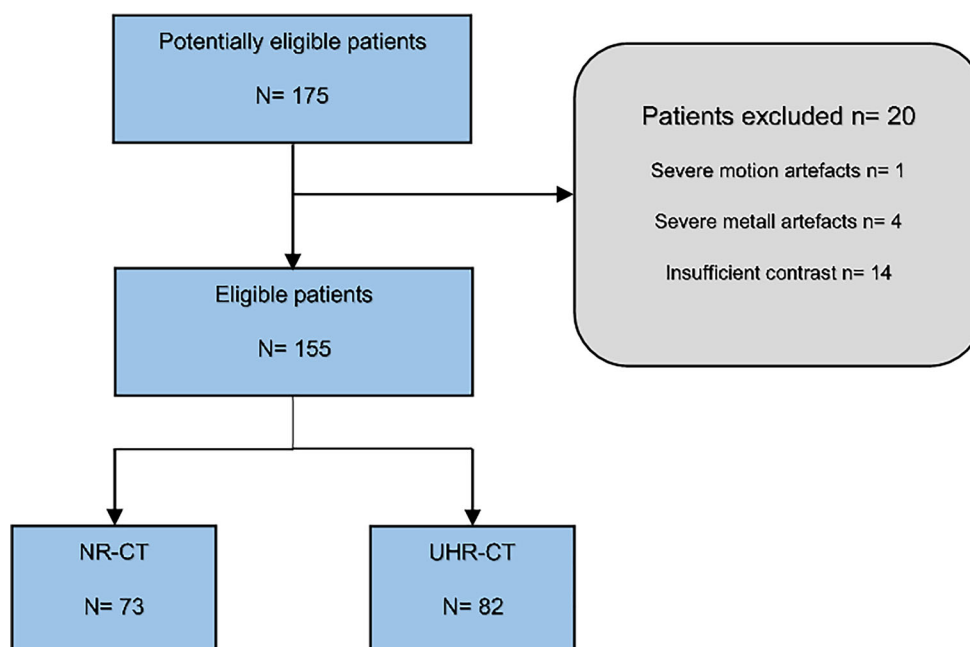 Potentially eligible patients
N= 175
Patients excluded n= 20
Severe motion artefacts n= 1
Severe metall artefacts n= 4
Insufficient contrast n= 14
Eligible patients
N= 155
NR-CT
N= 73
UHR-CT
N= 82